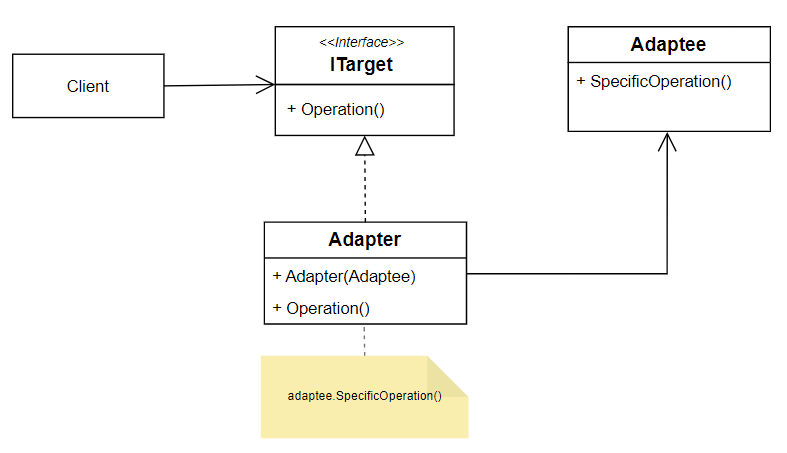 Client
<<Interface>>
ITarget
+ Operation()
Adaptee
+ SpecificOperation()
Adapter
+ Adapter(Adaptee)
+ Operation()
adaptee.SpecificOperation()